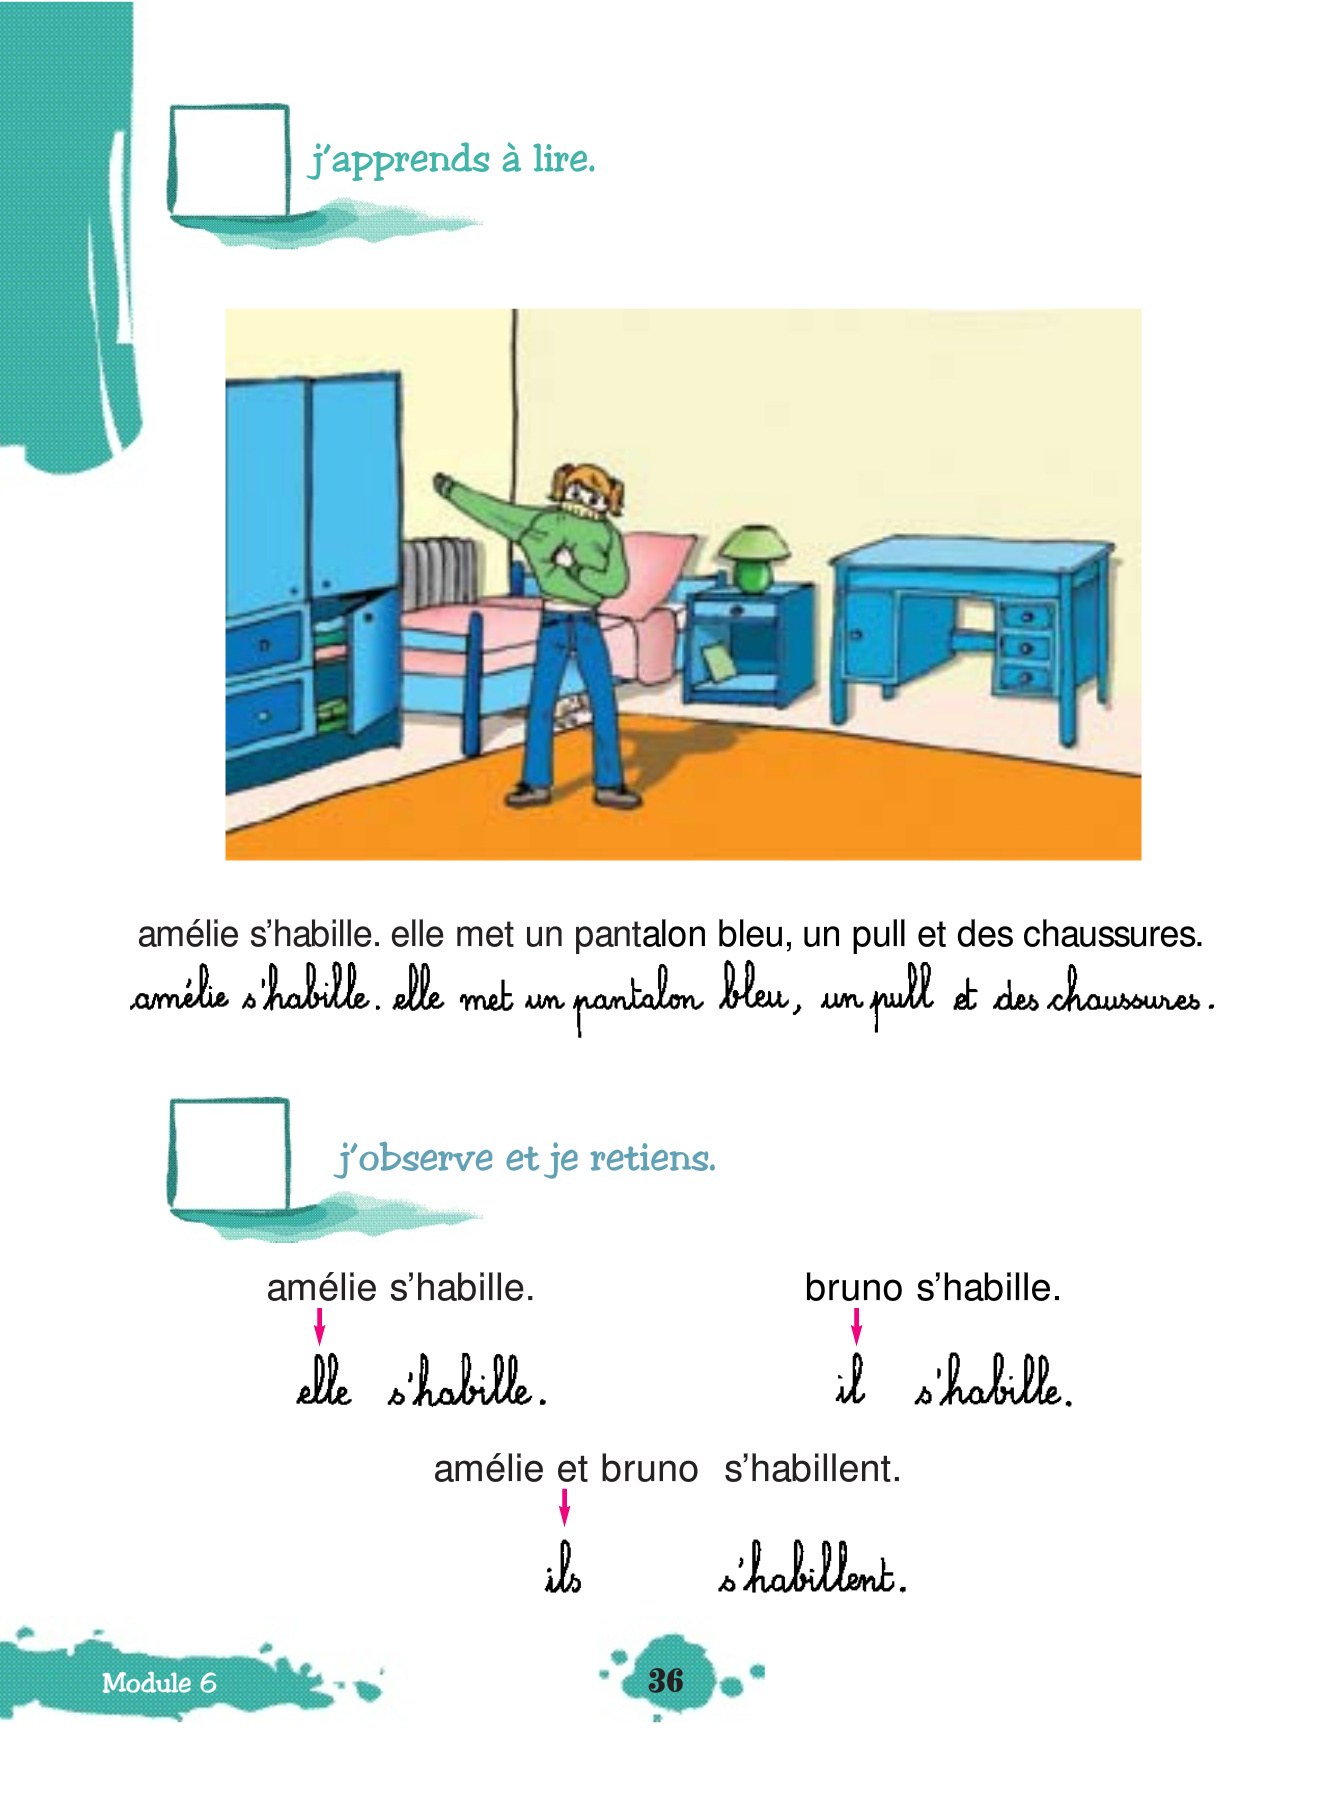 j'apprends à lire.
amélie s'habille. elle met un pantalon bleu, un pull et des chaussures.
amélie s'habille. elle met un pantalon bleu, un pull et des chaussures.
j'observe et je retiens.
amélie s'habille.
bruno s'habille.
elle s'habille.
il s'habille.
amélie et bruno s'habillent.
ils s'habillent.
Module 6
36